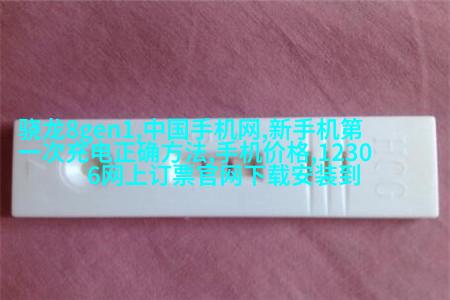 骁龙8gen1,中国手机网,新手机第
一次充电正确方法,手机价格,1230
6网上订票官网下载安装到
HCG